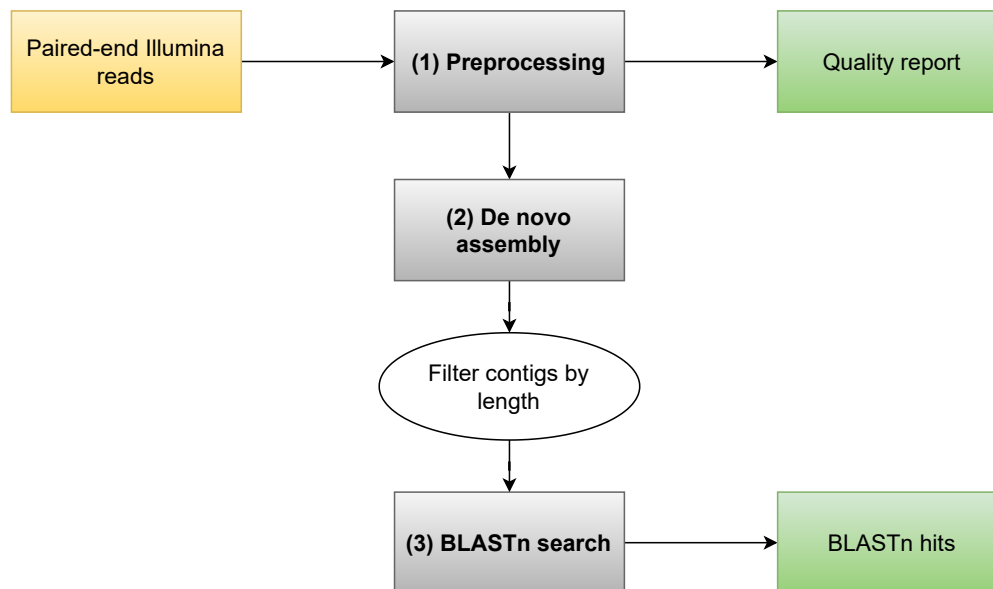 Paired-end Illumina
reads
(1) Preprocessing
Quality report
(2) De novo
assembly
Filter contigs by
length
(3) BLASTn search
BLASTn hits